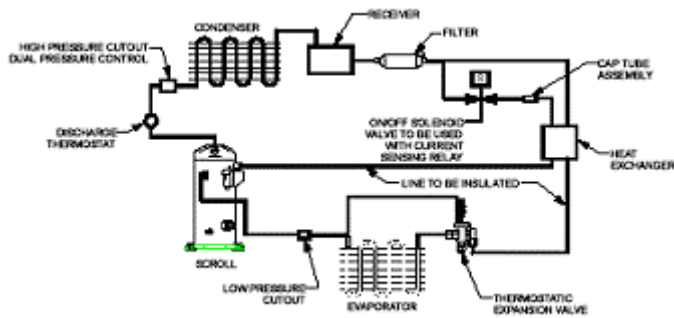 RECEIVER
CONDENSER
FILTER
HIGH PRESSURE CUTOUT
DUAL PRESSURE CONTROL
CAP TUBE
ASSEMBLY
ON/OFF SOLENOID
VALVE TO BE USED
WITH CURRENT
SENSING RELAY
DISCHARGE
THERMOSTAT
HEAT
EXCHANGER
LINE TO BE INSULATED
SCROLL
LOW PRESSURE
CUTOUT
EVAPORATOR
THERMOSTATIC
EXPANSION VALVE